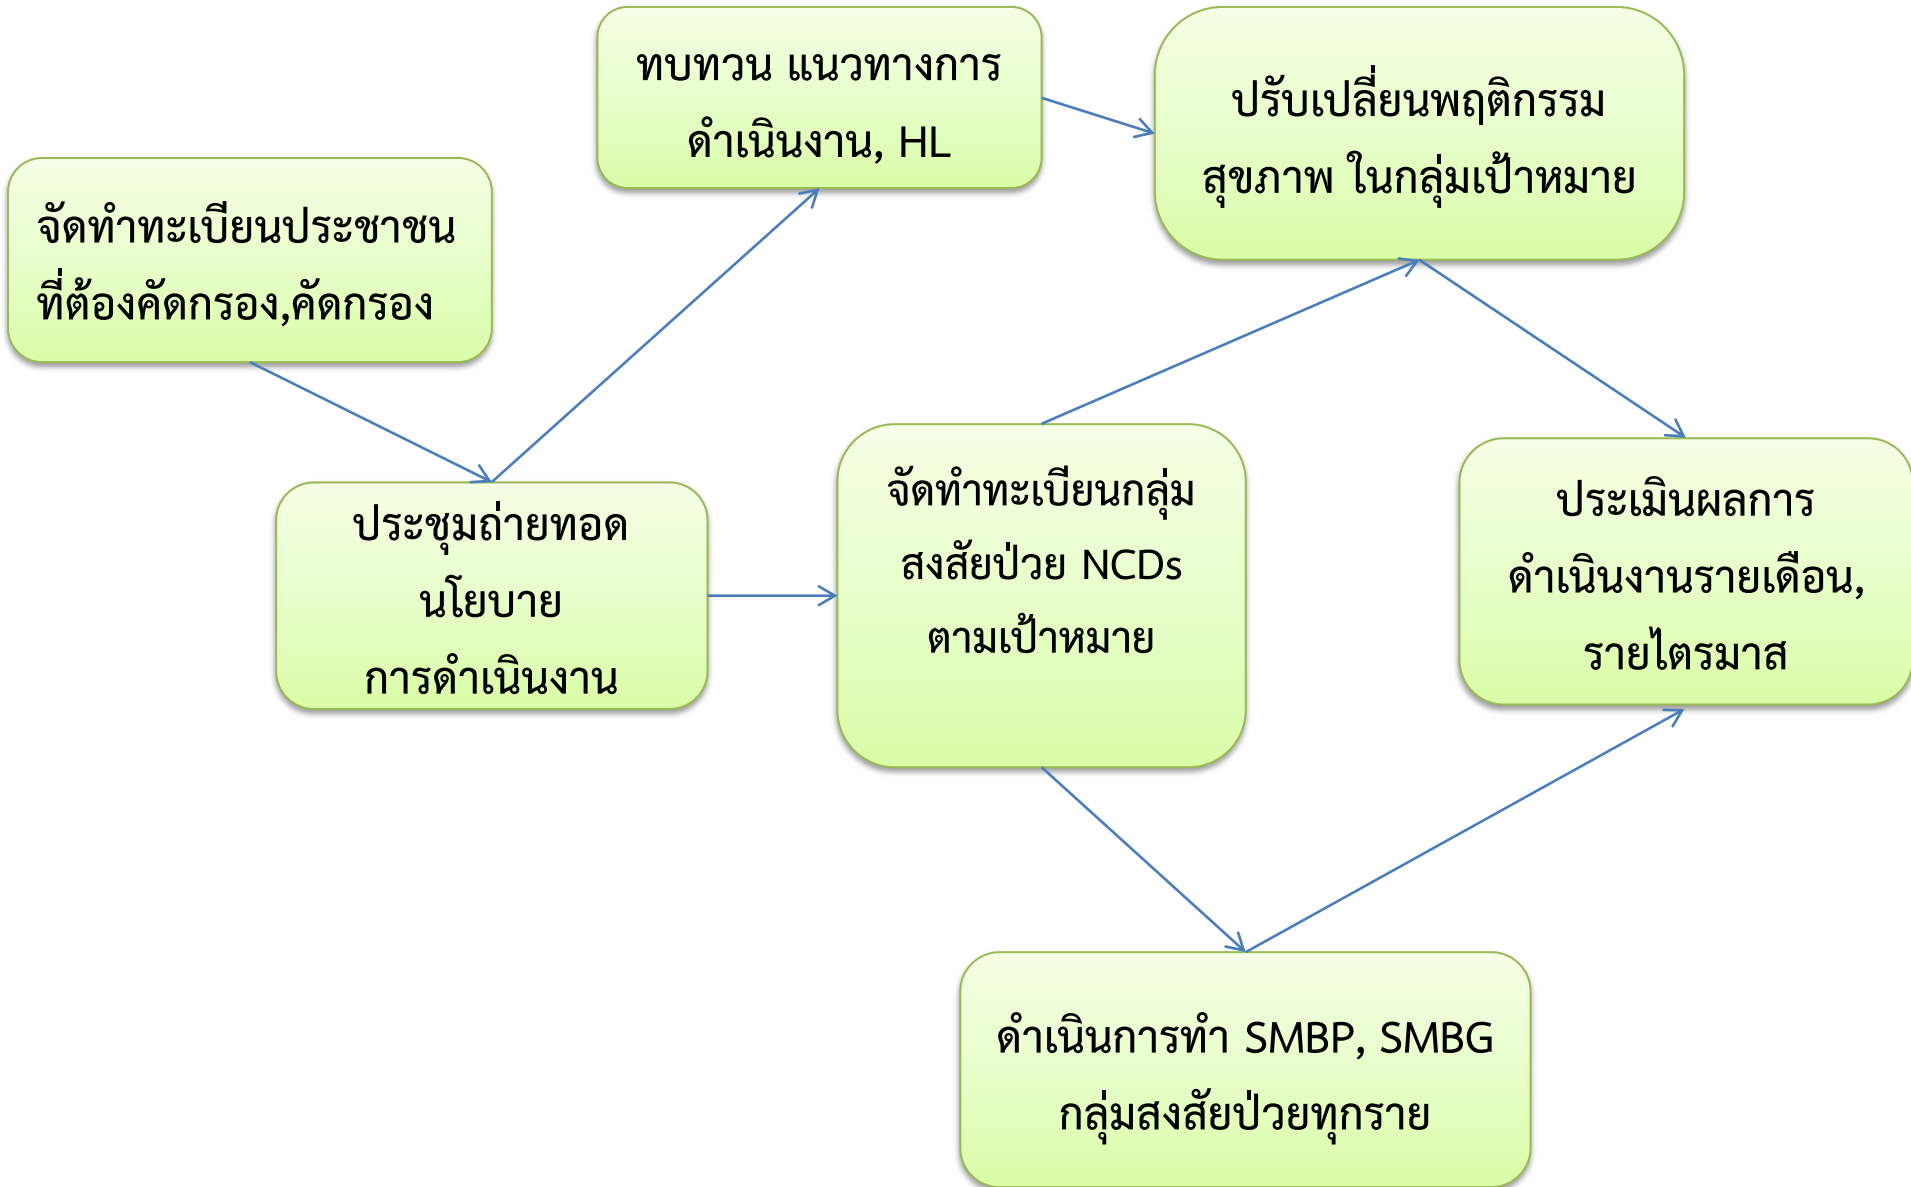 จัดทำทะเบียนประชาชน
ที่ต้องคัดกรอง,คัดกรอง
ประชุมถ่ายทอด
นโยบาย
การดำเนินงาน
ทบทวน แนวทางการ
ดำเนินงาน, HL
จัดทำทะเบียนกลุ่ม
สงสัยป่วย NCDs
ตามเป้าหมาย
ปรับเปลี่ยนพฤติกรรม
สุขภาพ ในกลุ่มเป้าหมาย
ดำเนินการทำ SMBP, SMBG
กลุ่มสงสัยป่วยทุกราย
ประเมินผลการ
ดำเนินงานรายเดือน,
รายไตรมาส